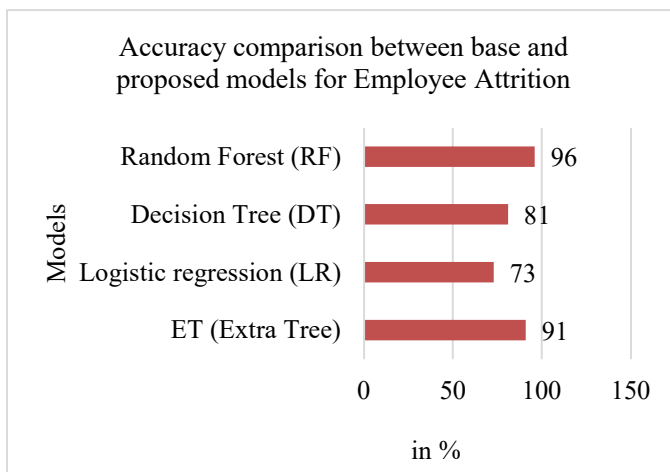 Accuracy comparison between base and
proposed models for Employee Attrition
Models
Random Forest (RF)
96
Decision Tree (DT)
81
Logistic regression (LR)
73
ET (Extra Tree)
91
0 50 100 150
in %